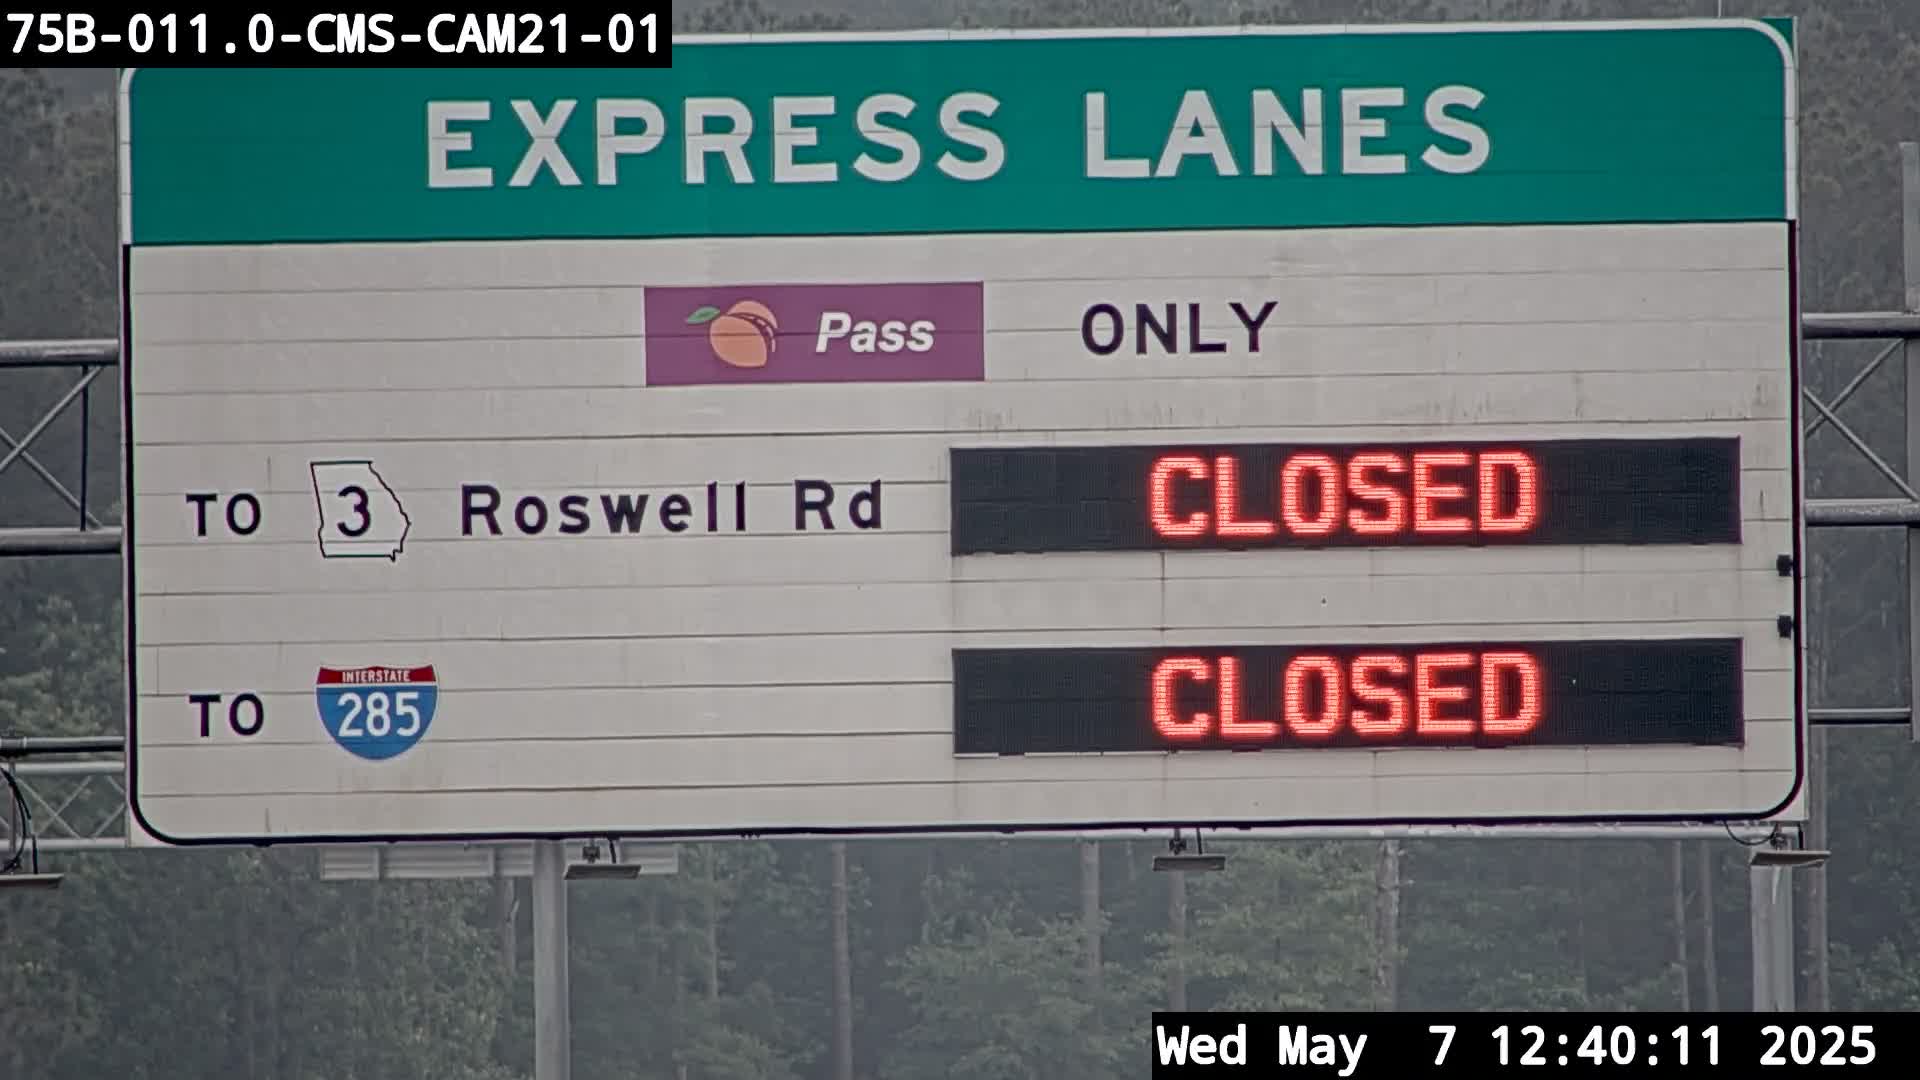 75B-011.0-CMS-CAM21-01
EXPRESS LANES
Pass ONLY
TO 3 Roswell Rd CLOSED
TO INTERSTATE 285 CLOSED
Wed May 7 12:40:11 2025